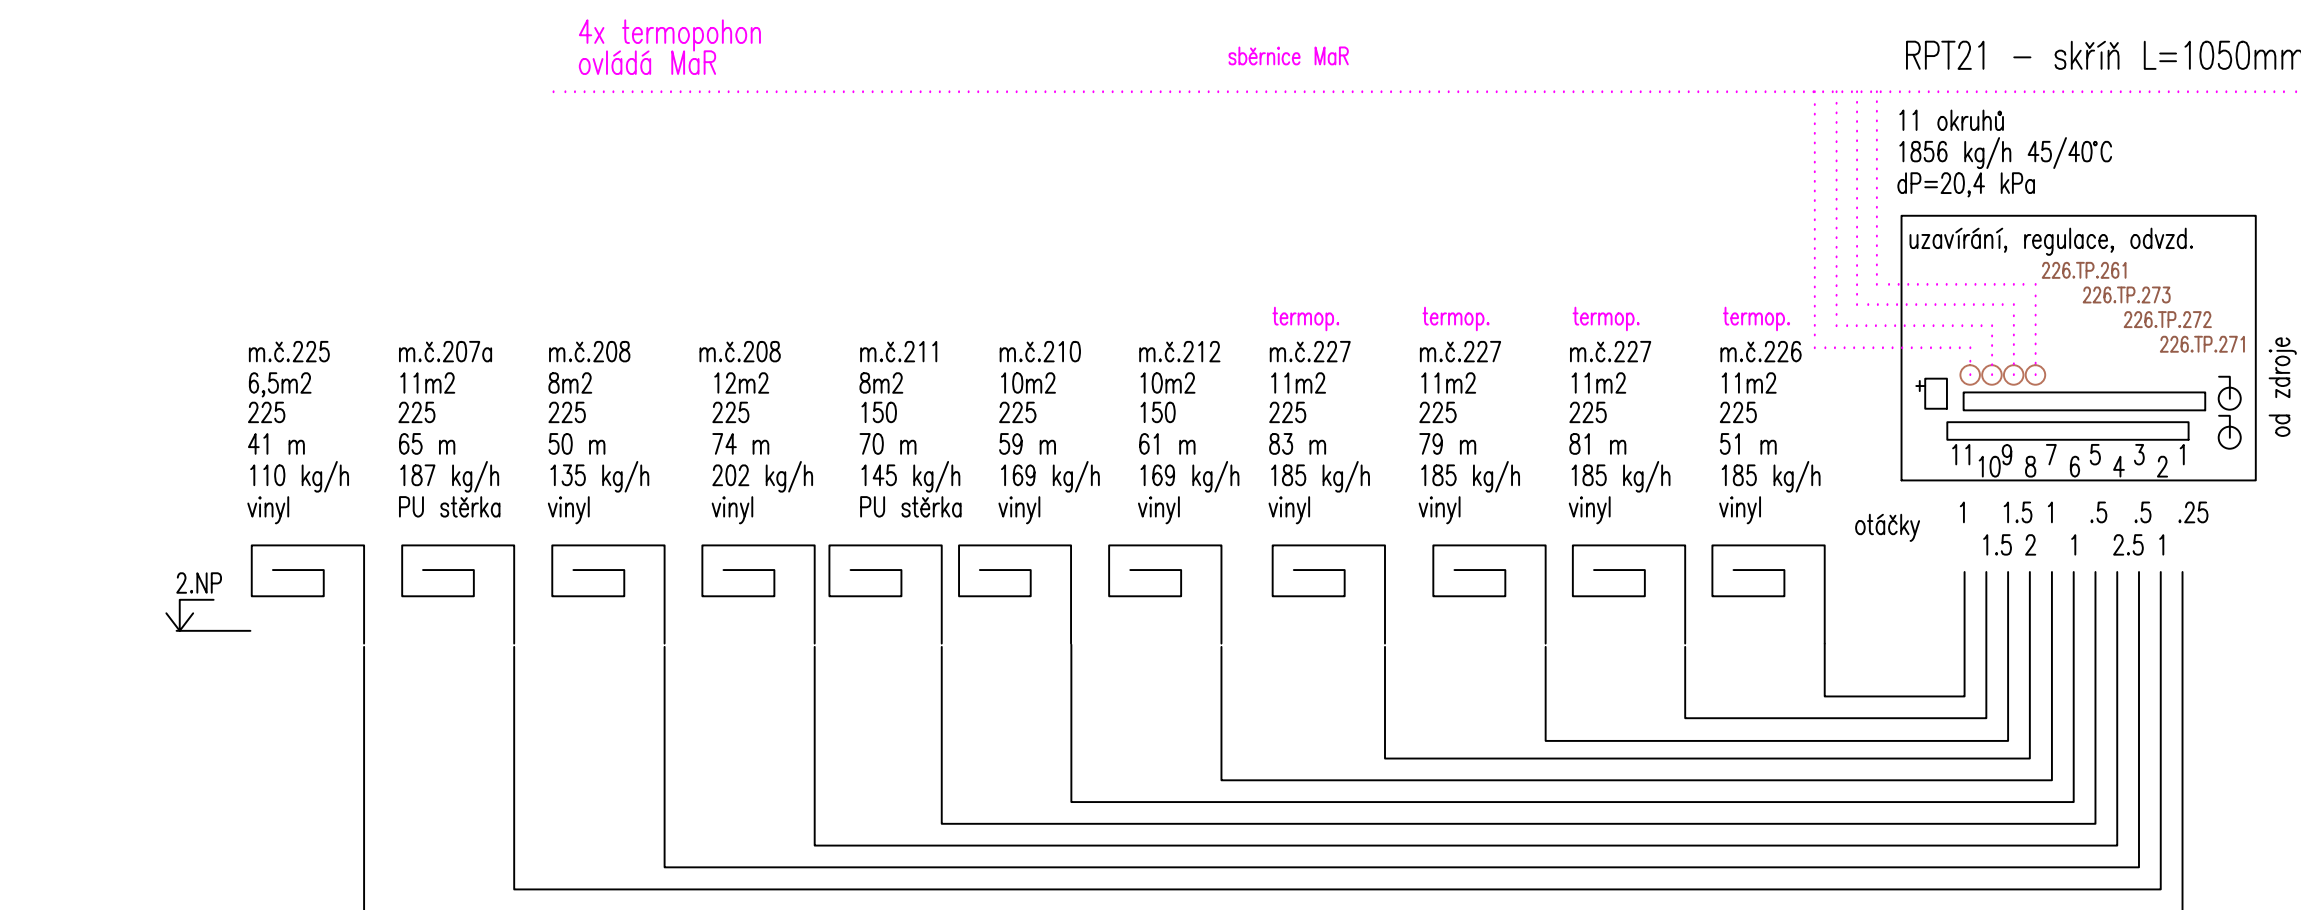 4x termopohon
ovládá MaR
sběrnice MaR
RPT21 – skříň L=1050mm
11 okruhů
1856 kg/h 45/40°C
dP=20,4 kPa
uzavírání, regulace, odvzd.
226.TP.261
226.TP.273
226.TP.272
226.TP.271
od zdroje
termop. termop. termop. termop.
m.č.225 m.č.207a m.č.208 m.č.208 m.č.211 m.č.210 m.č.212 m.č.227 m.č.227 m.č.227 m.č.226
6,5m2 11m2 8m2 12m2 8m2 10m2 10m2 11m2 11m2 11m2 11m2
225 225 225 225 150 225 150 225 225 225 225
41 m 65 m 50 m 74 m 70 m 59 m 61 m 83 m 79 m 81 m 51 m
110 kg/h 187 kg/h 135 kg/h 202 kg/h 145 kg/h 169 kg/h 169 kg/h 185 kg/h 185 kg/h 185 kg/h 185 kg/h
vinyl PU stěrka vinyl vinyl PU stěrka vinyl vinyl vinyl vinyl vinyl vinyl
+
11 9 7 5 3 1
10 8 6 4 2
otáčky
1 1.5 1 .5 .5 .25
1.5 2 1 2.5 1
2.NP